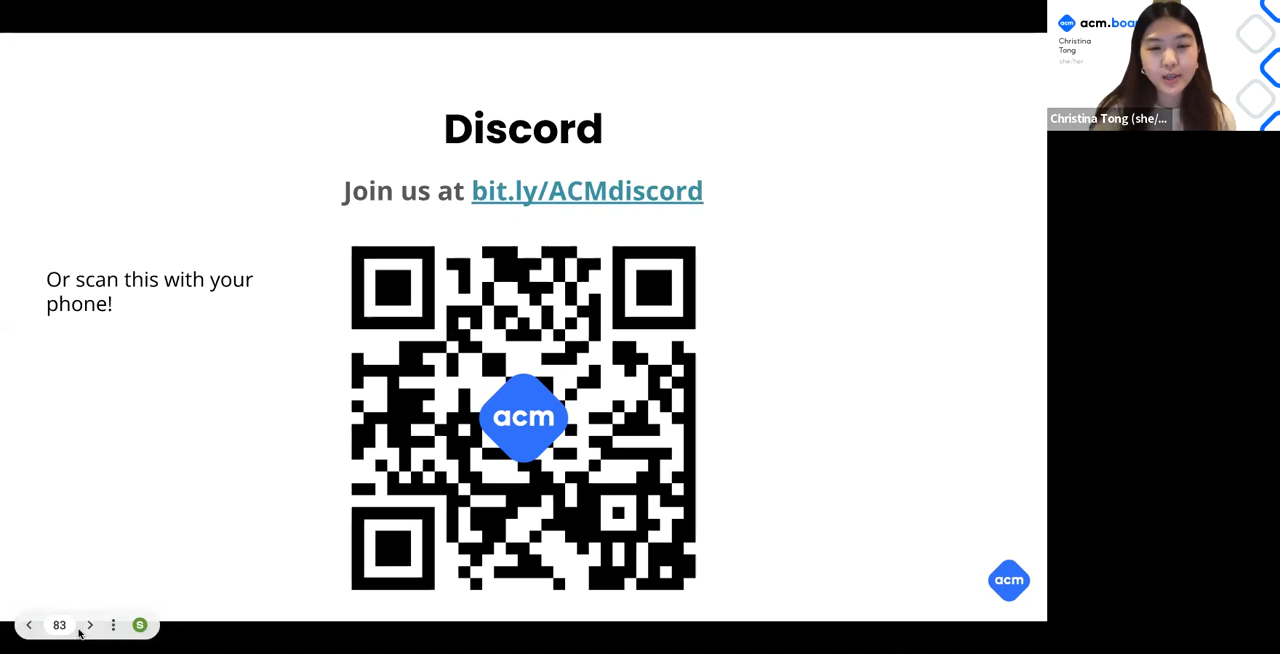 acm acm.boa
Christina
Tong
she/her
Christina Tong (she/...
Discord
Join us at bit.ly/ACMdiscord
Or scan this with your
phone!
acm
acm
83
S